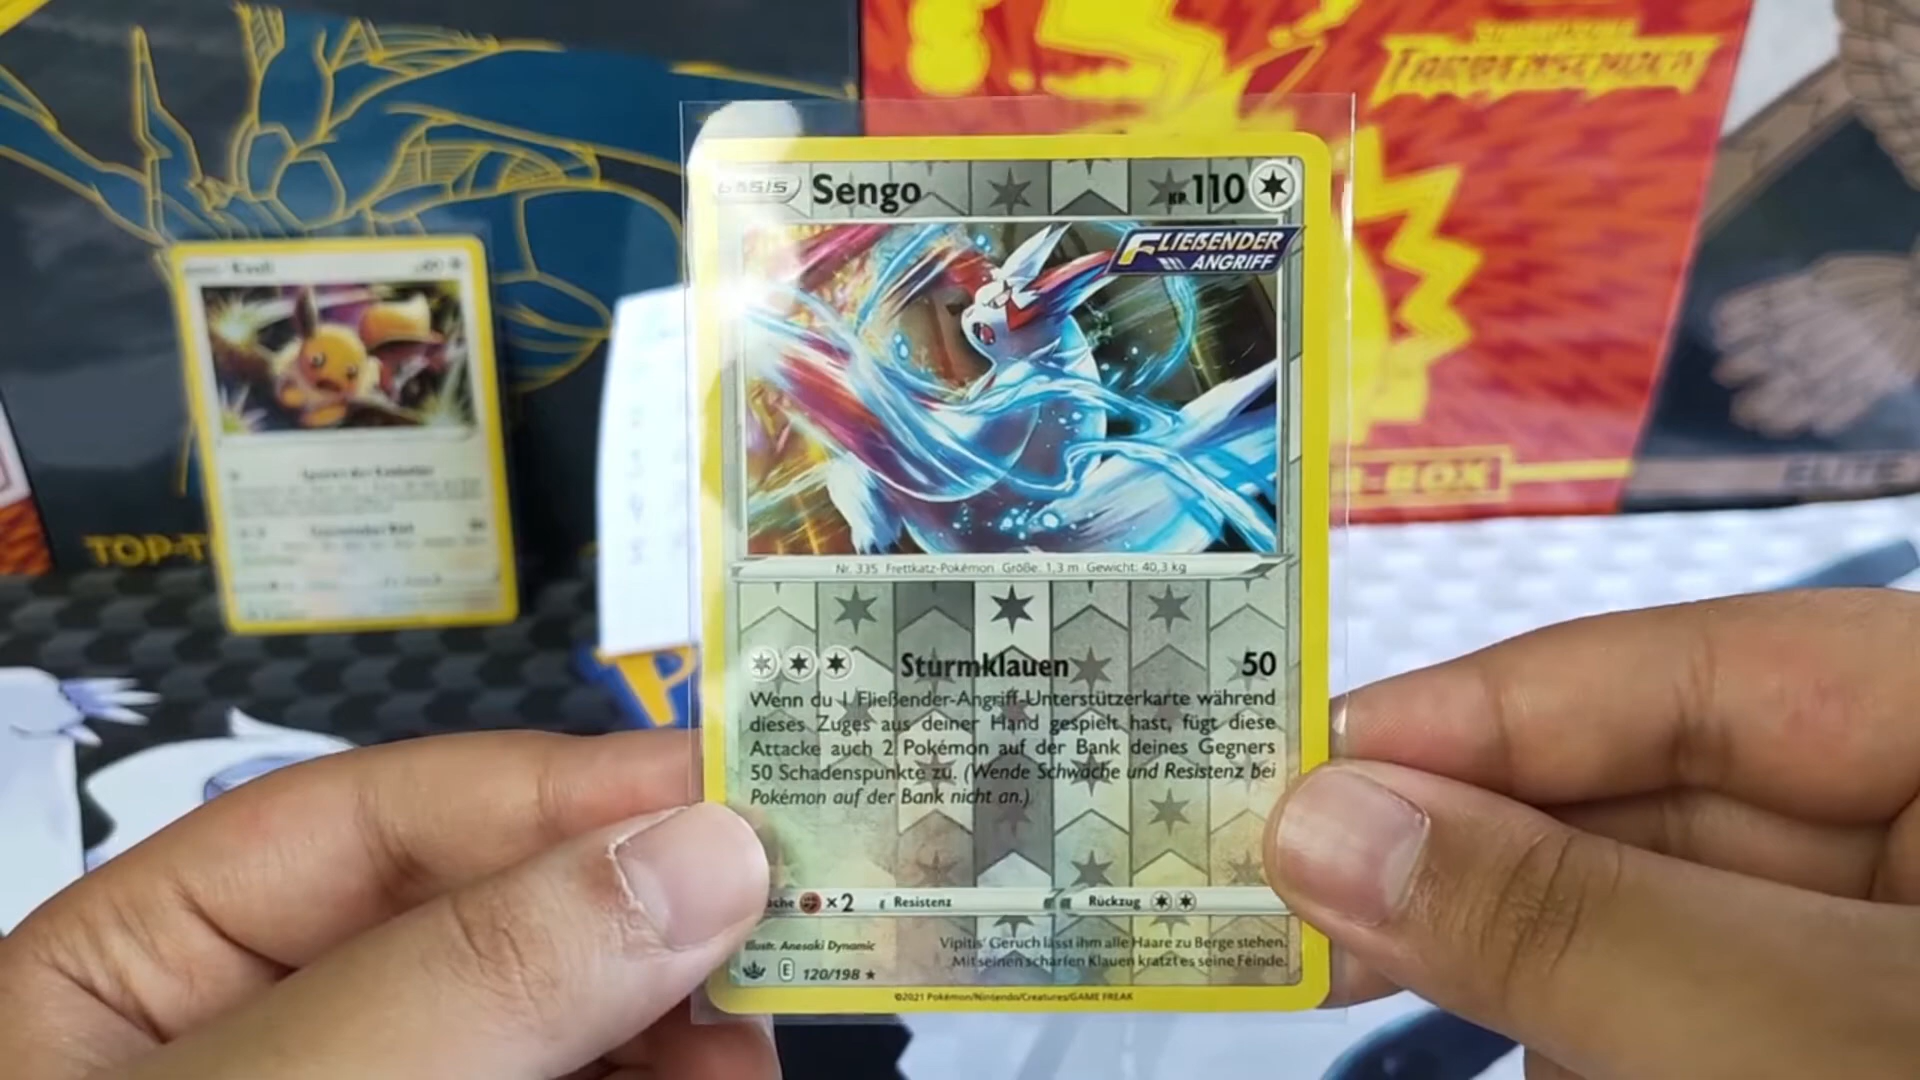 BASIS Sengo KP 110
FLIEẞENDER
ANGRIFF
Nr. 335 Frettkatz-Pokémon Größe: 1,3 m Gewicht: 40,3 kg
Sturmklauen 50
Wenn du 1 Fließender-Angriff-Unterstützerkarte während
dieses Zuges aus deiner Hand gespielt hast, fügt diese
Attacke auch 2 Pokémon auf der Bank deines Gegners
50 Schadenspunkte zu. (Wende Schwäche und Resistenz bei
Pokémon auf der Bank nicht an.)
×2 Resistenz Rückzug
Illustr. Anesaki Dynamic
Vipitis' Geruch lässt ihm alle Haare zu Berge stehen.
Mit seinen scharfen Klauen kratzt es seine Feinde.
E 120/198 ★
©2021 Pokémon/Nintendo/Creatures/GAME FREAK
TOP-T
FARBENSCHOCK
R-BOX
ELITE